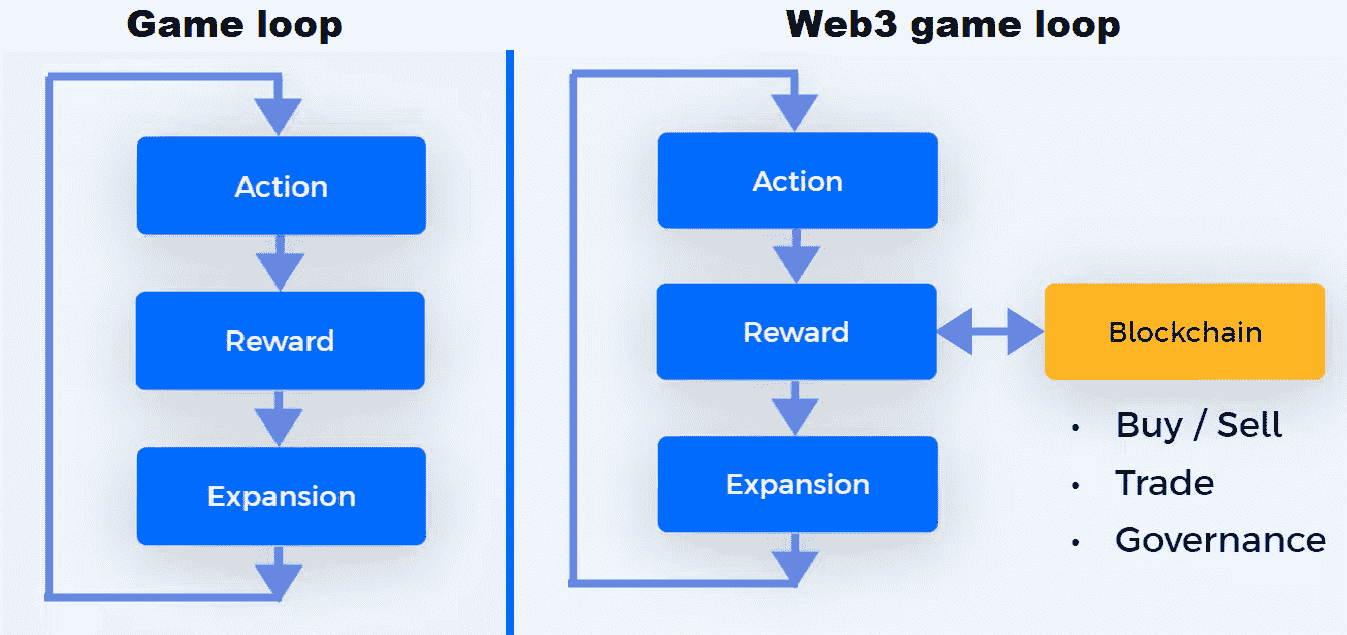 Game loop
Action
Reward
Expansion
Web3 game loop
Action
Reward
Blockchain
Expansion
• Buy / Sell
• Trade
• Governance